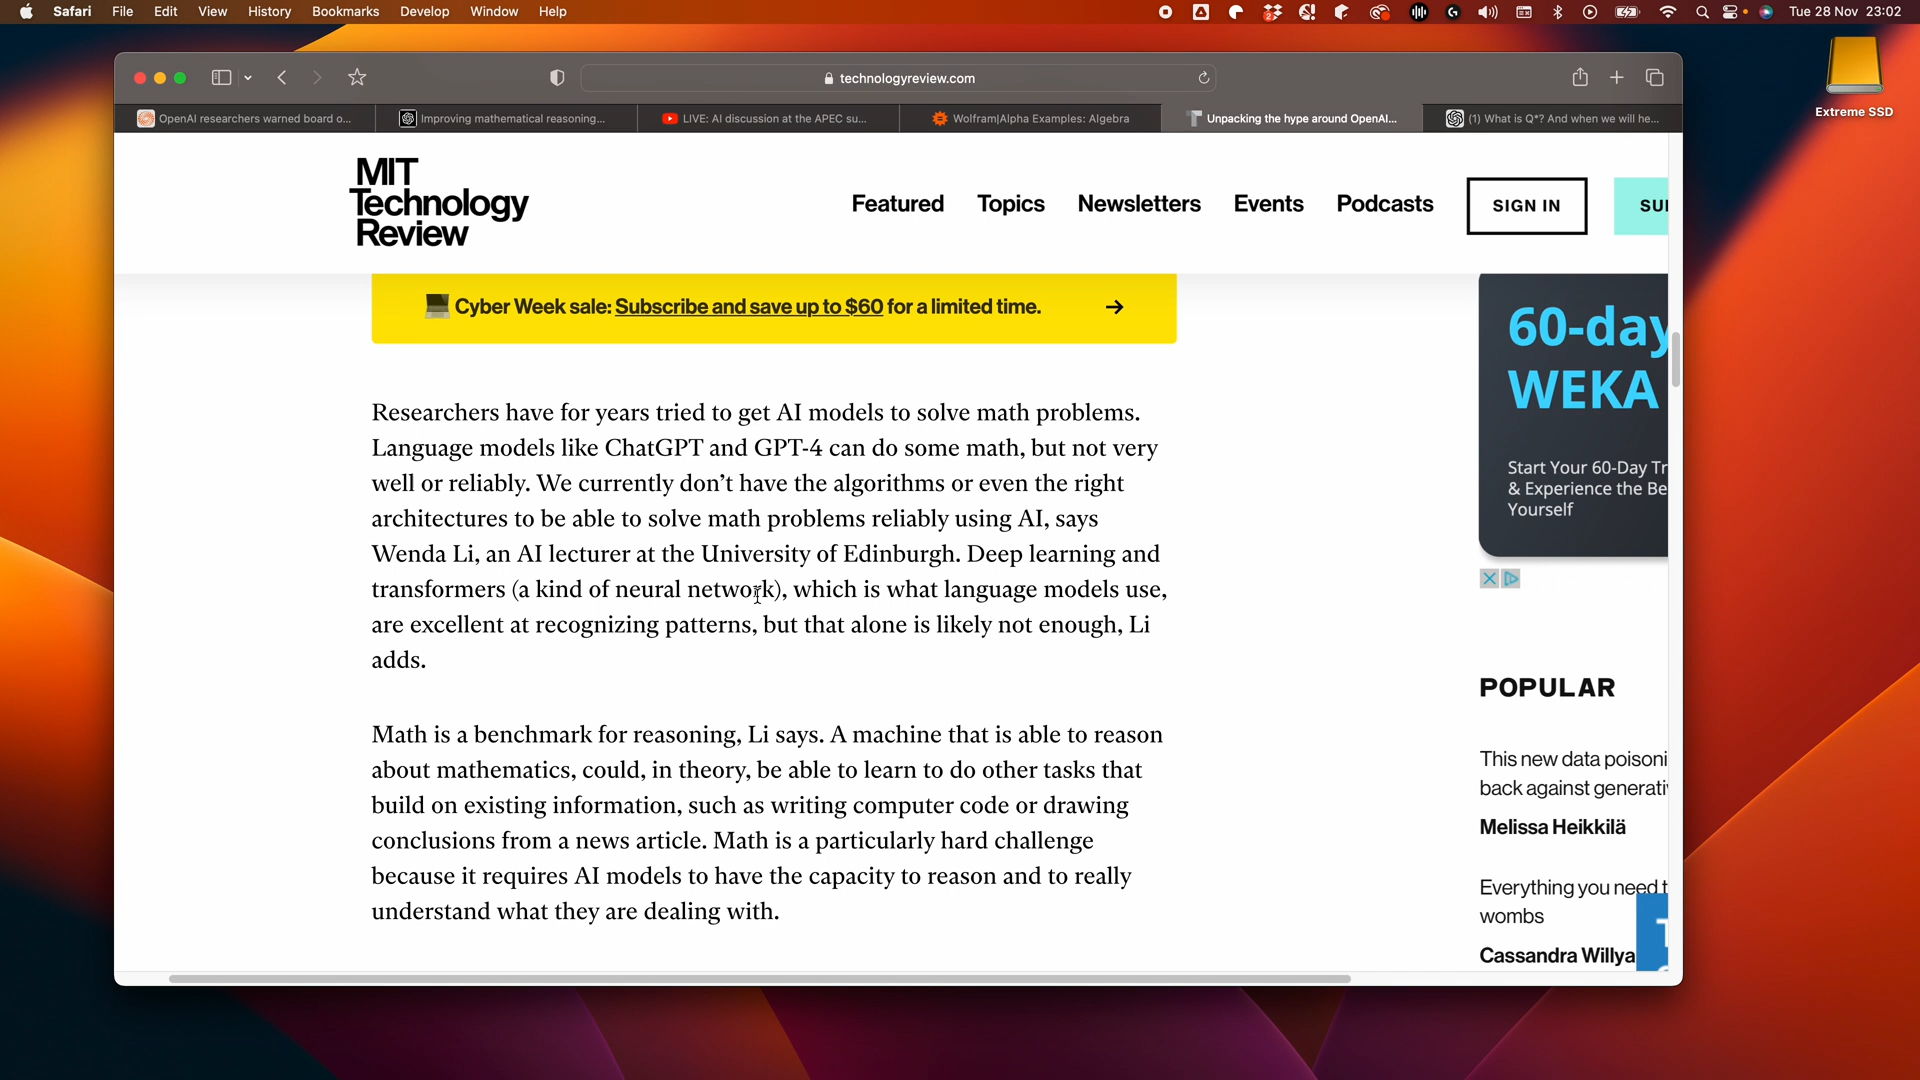 Safari File Edit View History Bookmarks Develop Window Help
2
Tue 28 Nov 23:02
Extreme SSD
technologyreview.com
OpenAI researchers warned board o...
Improving mathematical reasoning...
LIVE: AI discussion at the APEC su...
Wolfram|Alpha Examples: Algebra
Unpacking the hype around OpenAI...
(1) What is Q*? And when we will he...
MIT
Technology
Review
Featured Topics Newsletters Events Podcasts SIGN IN
Cyber Week sale: Subscribe and save up to $60 for a limited time. →
Researchers have for years tried to get AI models to solve math problems.
Language models like ChatGPT and GPT-4 can do some math, but not very
well or reliably. We currently don’t have the algorithms or even the right
architectures to be able to solve math problems reliably using AI, says
Wenda Li, an AI lecturer at the University of Edinburgh. Deep learning and
transformers (a kind of neural network), which is what language models use,
are excellent at recognizing patterns, but that alone is likely not enough, Li
adds.
Math is a benchmark for reasoning, Li says. A machine that is able to reason
about mathematics, could, in theory, be able to learn to do other tasks that
build on existing information, such as writing computer code or drawing
conclusions from a news article. Math is a particularly hard challenge
because it requires AI models to have the capacity to reason and to really
understand what they are dealing with.
60-day
WEKA
Start Your 60-Day Tr
& Experience the Be
Yourself
POPULAR
This new data poisoni
back against generati
Melissa Heikkilä
Everything you need t
wombs
Cassandra Willya